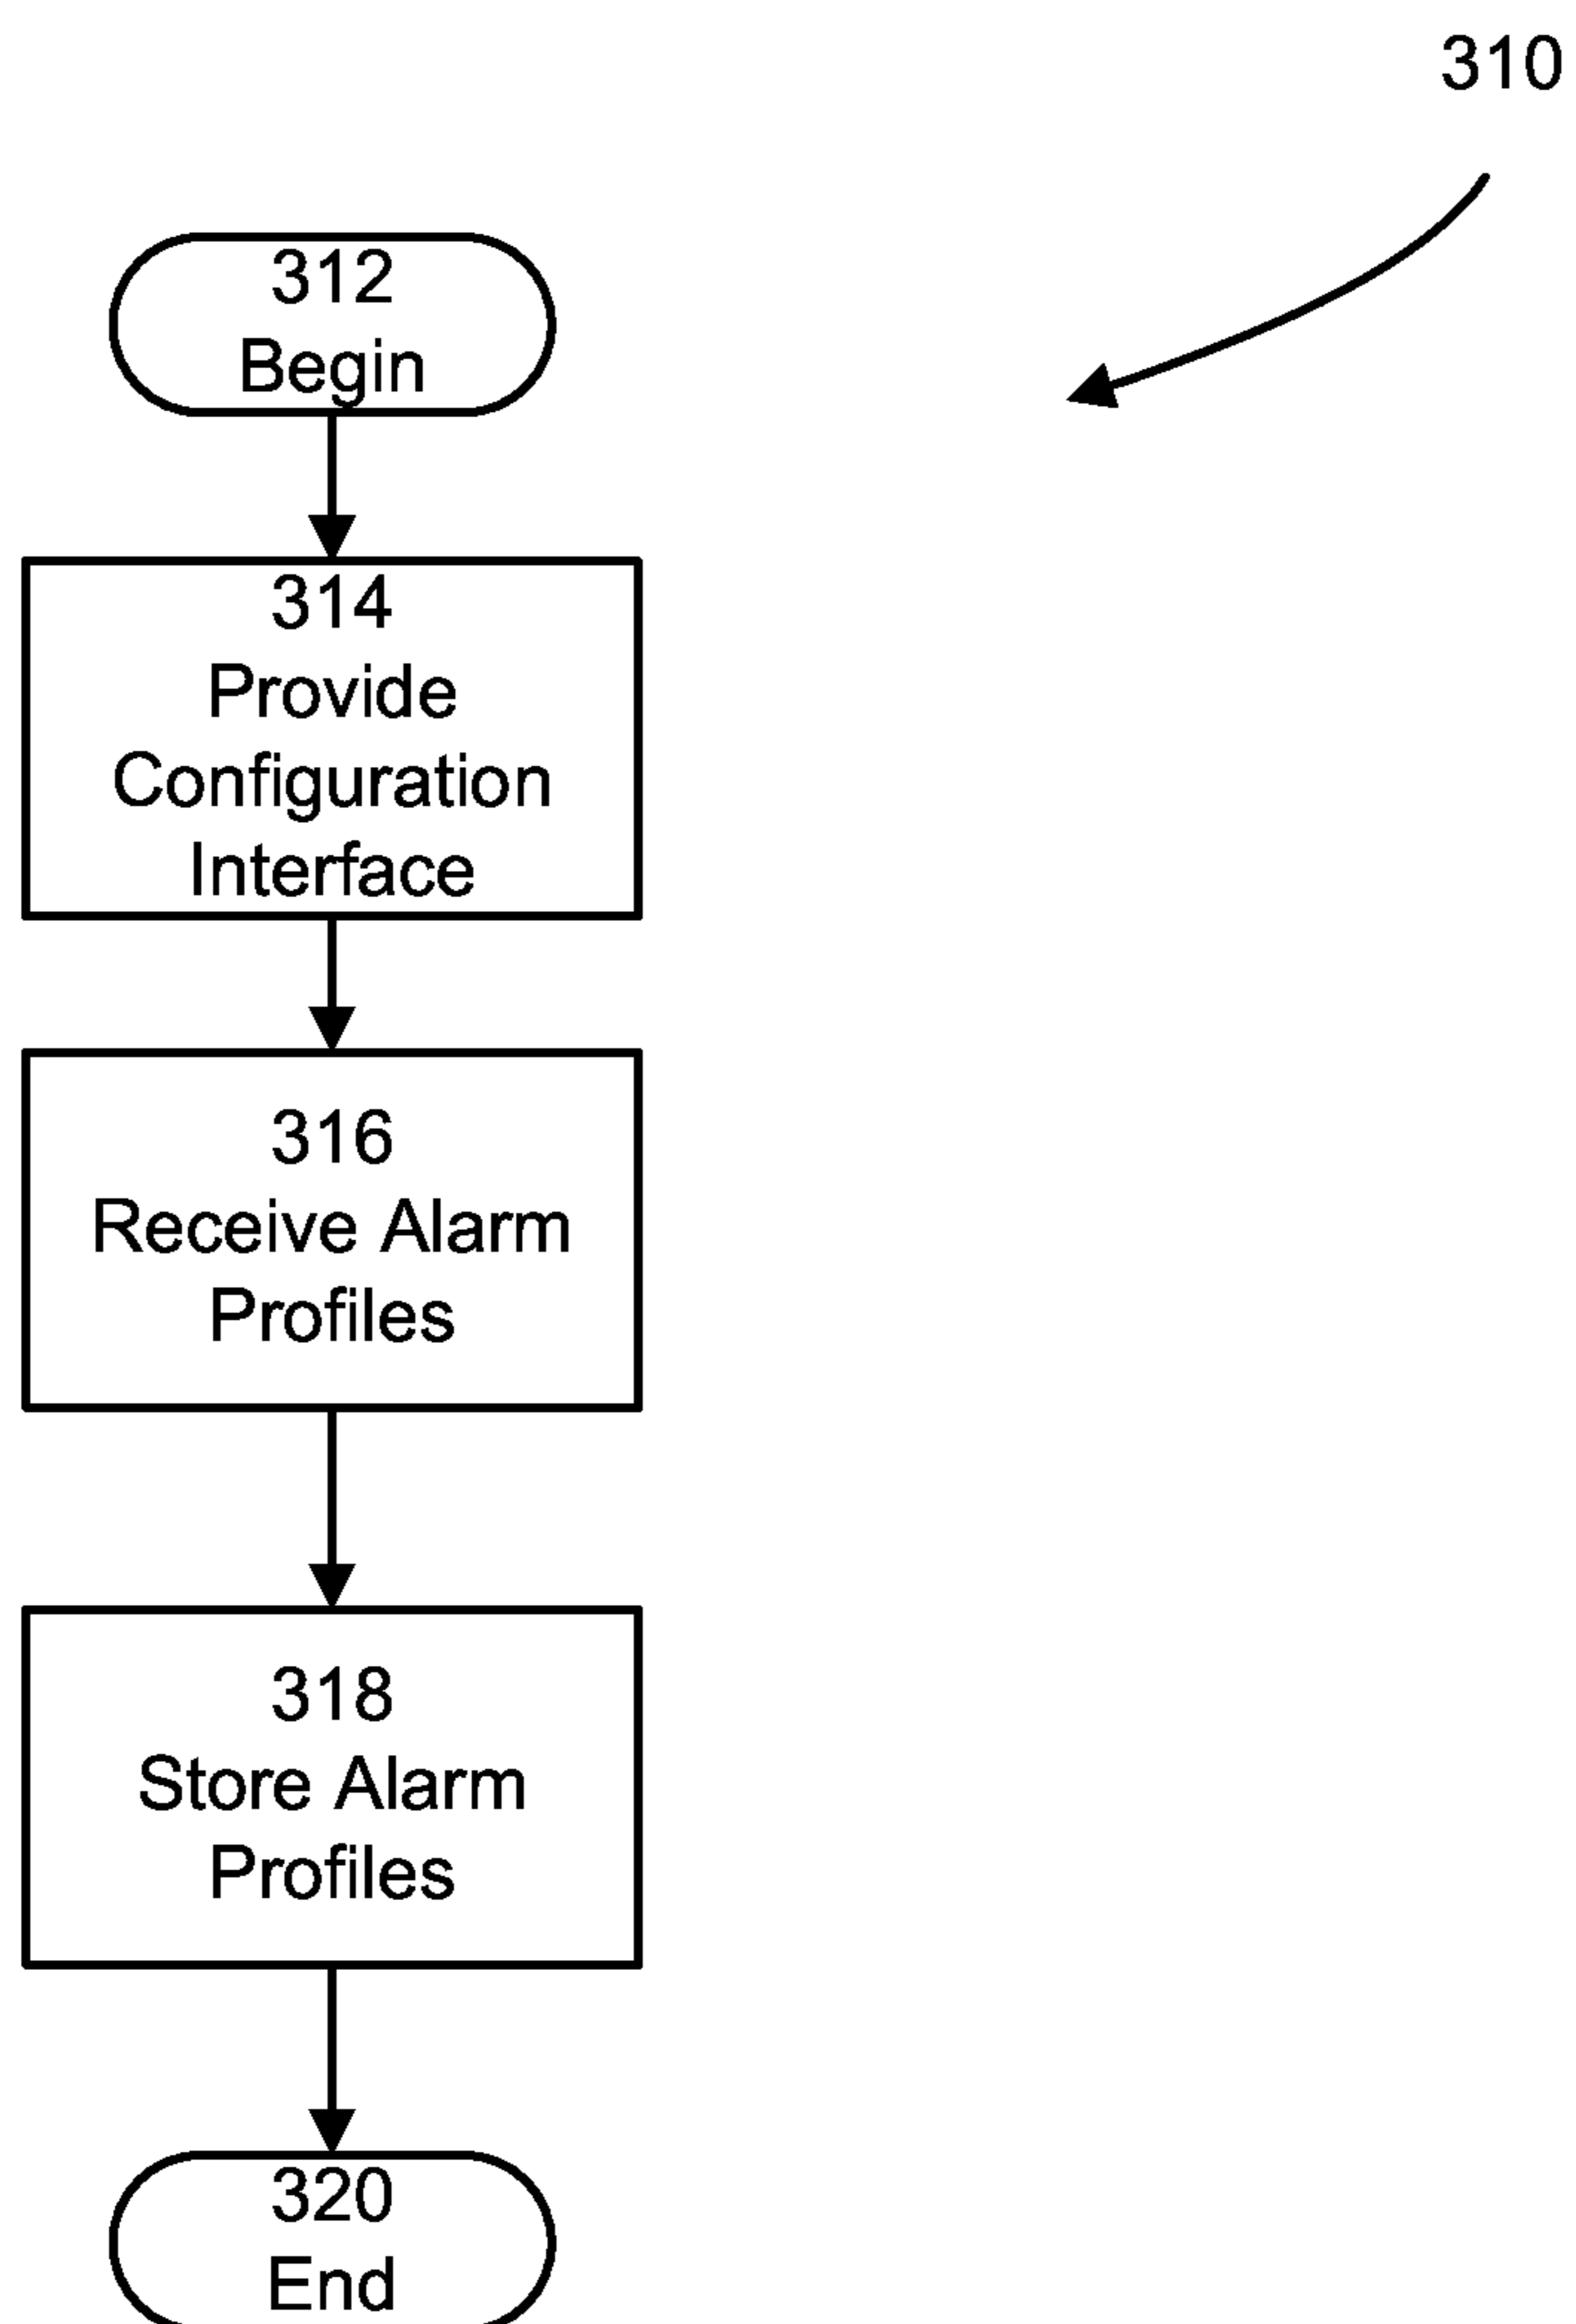 310
312
Begin
314
Provide
Configuration
Interface
316
Receive Alarm
Profiles
318
Store Alarm
Profiles
320
End